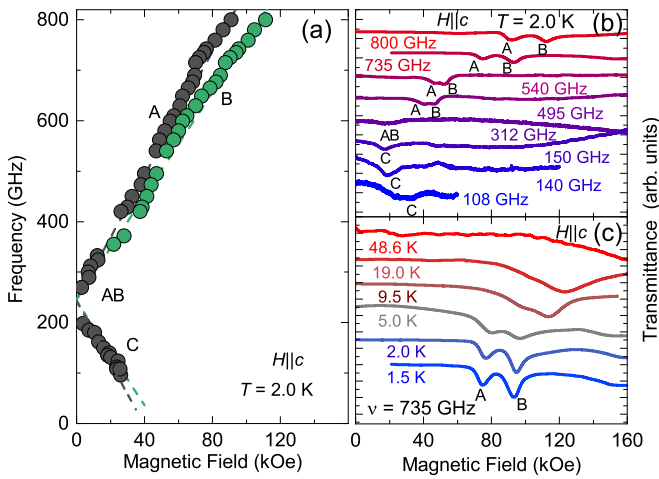 (a)
A
B
AB
C
H||c
T = 2.0 K
Frequency (GHz)
0
200
400
600
800
0
40
80
120
Magnetic Field (kOe)
H||c
T = 2.0 K
(b)
800 GHz
A
B
735 GHz
A
B
540 GHz
A
B
495 GHz
A
B
312 GHz
AB
150 GHz
C
140 GHz
C
108 GHz
C
H||c
(c)
48.6 K
19.0 K
9.5 K
5.0 K
2.0 K
1.5 K
A
B
ν = 735 GHz
0
40
80
120
160
Magnetic Field (kOe)
Transmittance (arb. units)